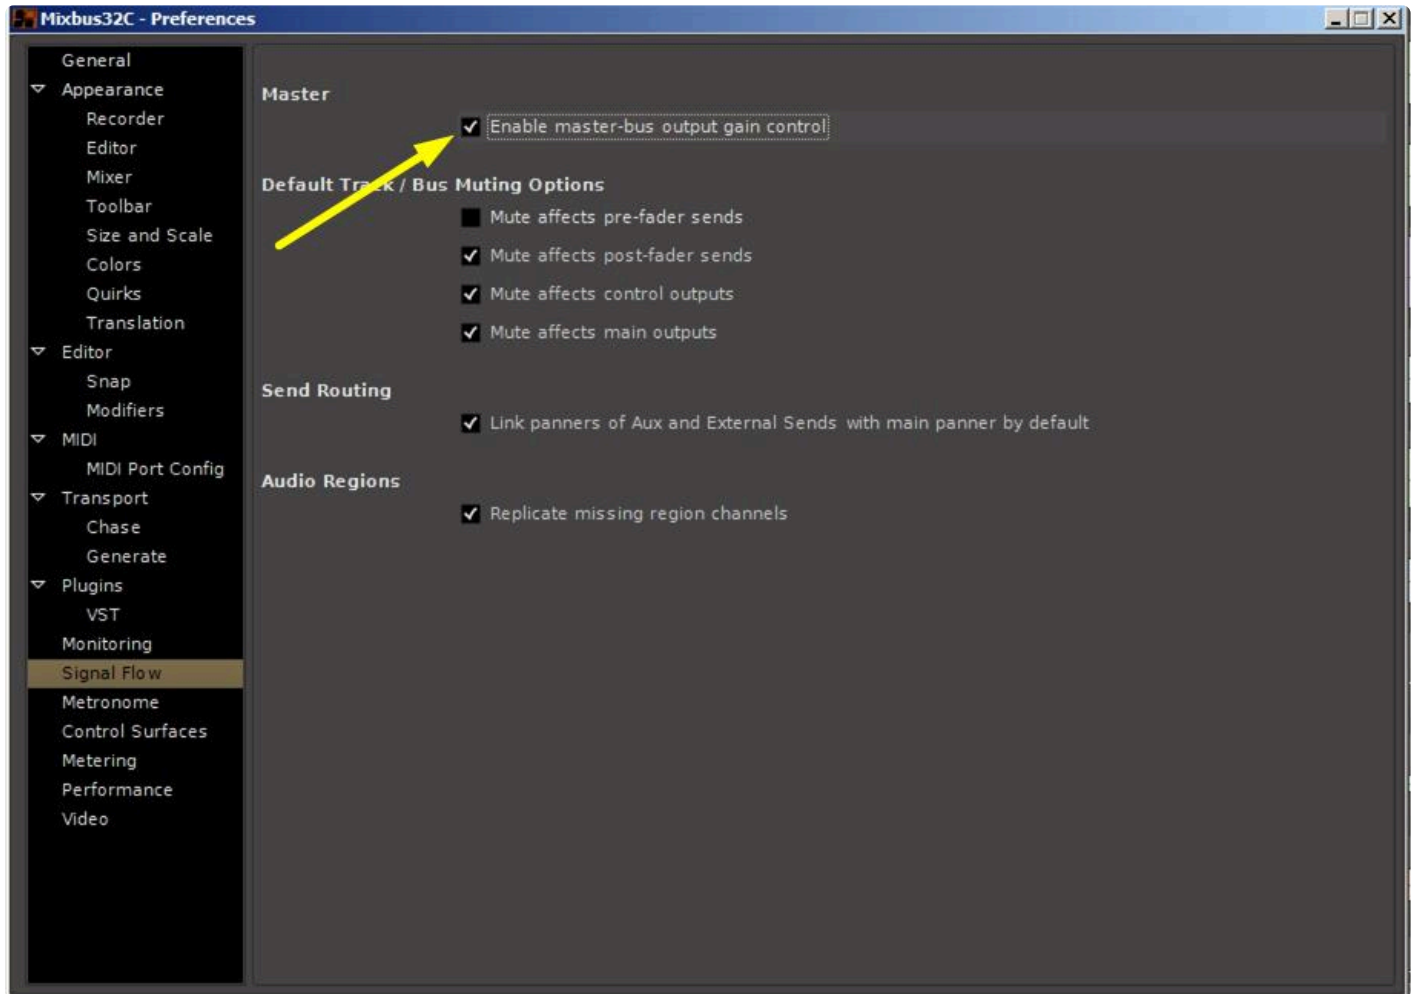 Mixbus32C - Preferences
General
Appearance
Recorder
Editor
Mixer
Toolbar
Size and Scale
Colors
Quirks
Translation
Editor
Snap
Modifiers
MIDI
MIDI Port Config
Transport
Chase
Generate
Plugins
VST
Monitoring
Signal Flow
Metronome
Control Surfaces
Metering
Performance
Video
Master
Enable master-bus output gain control
Default Track / Bus Muting Options
Mute affects pre-fader sends
Mute affects post-fader sends
Mute affects control outputs
Mute affects main outputs
Send Routing
Link panners of Aux and External Sends with main panner by default
Audio Regions
Replicate missing region channels